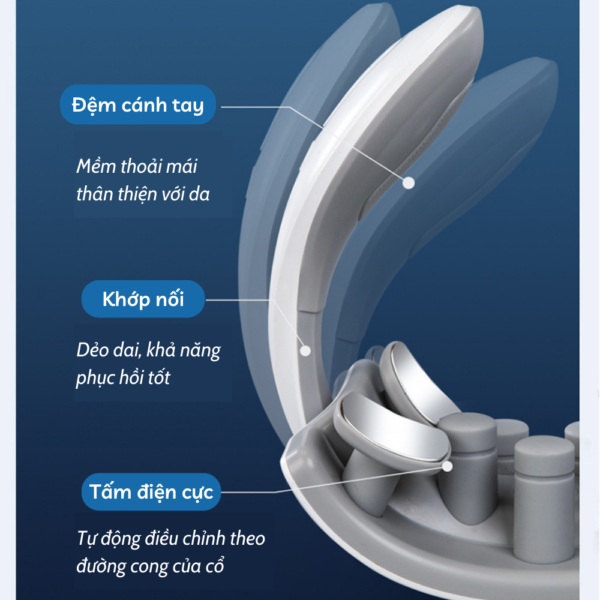 Đệm cánh tay
Mềm thoải mái
thân thiện với da
Khớp nối
Dẻo dai, khả năng
phục hồi tốt
Tấm điện cực
Tự động điều chỉnh theo
đường cong của cổ